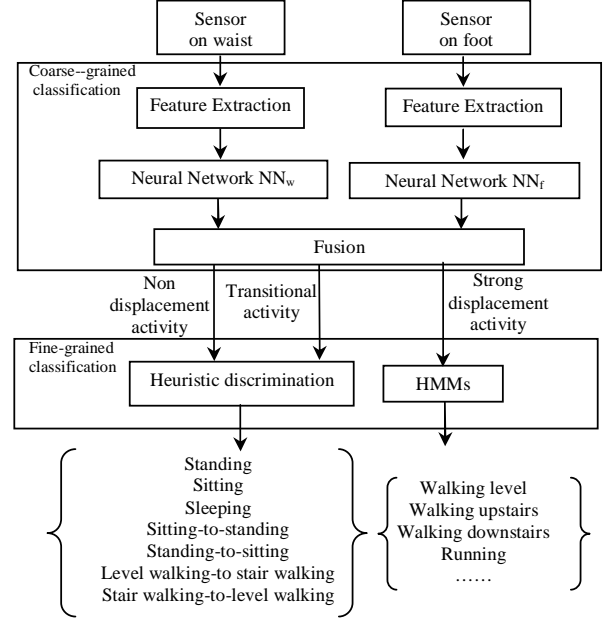 Sensor
on waist
Sensor
on foot
Coarse--grained
classification
Feature Extraction
Feature Extraction
Neural Network NNw
Neural Network NNf
Fusion
Non
displacement
activity
Transitional
activity
Strong
displacement
activity
Fine-grained
classification
Heuristic discrimination
HMMs
Standing
Sitting
Sleeping
Sitting-to-standing
Standing-to-sitting
Level walking-to stair walking
Stair walking-to-level walking
Walking level
Walking upstairs
Walking downstairs
Running
……